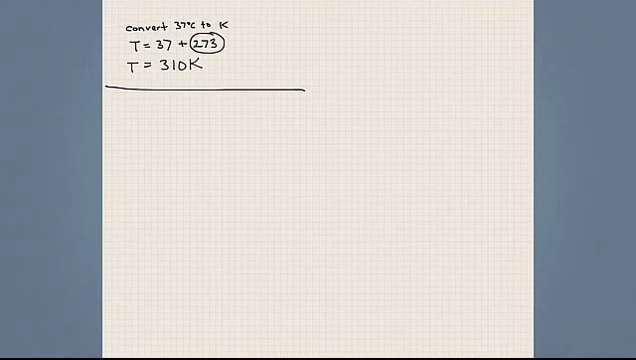 convert 37°C to K
T = 37 + 273
T = 310K